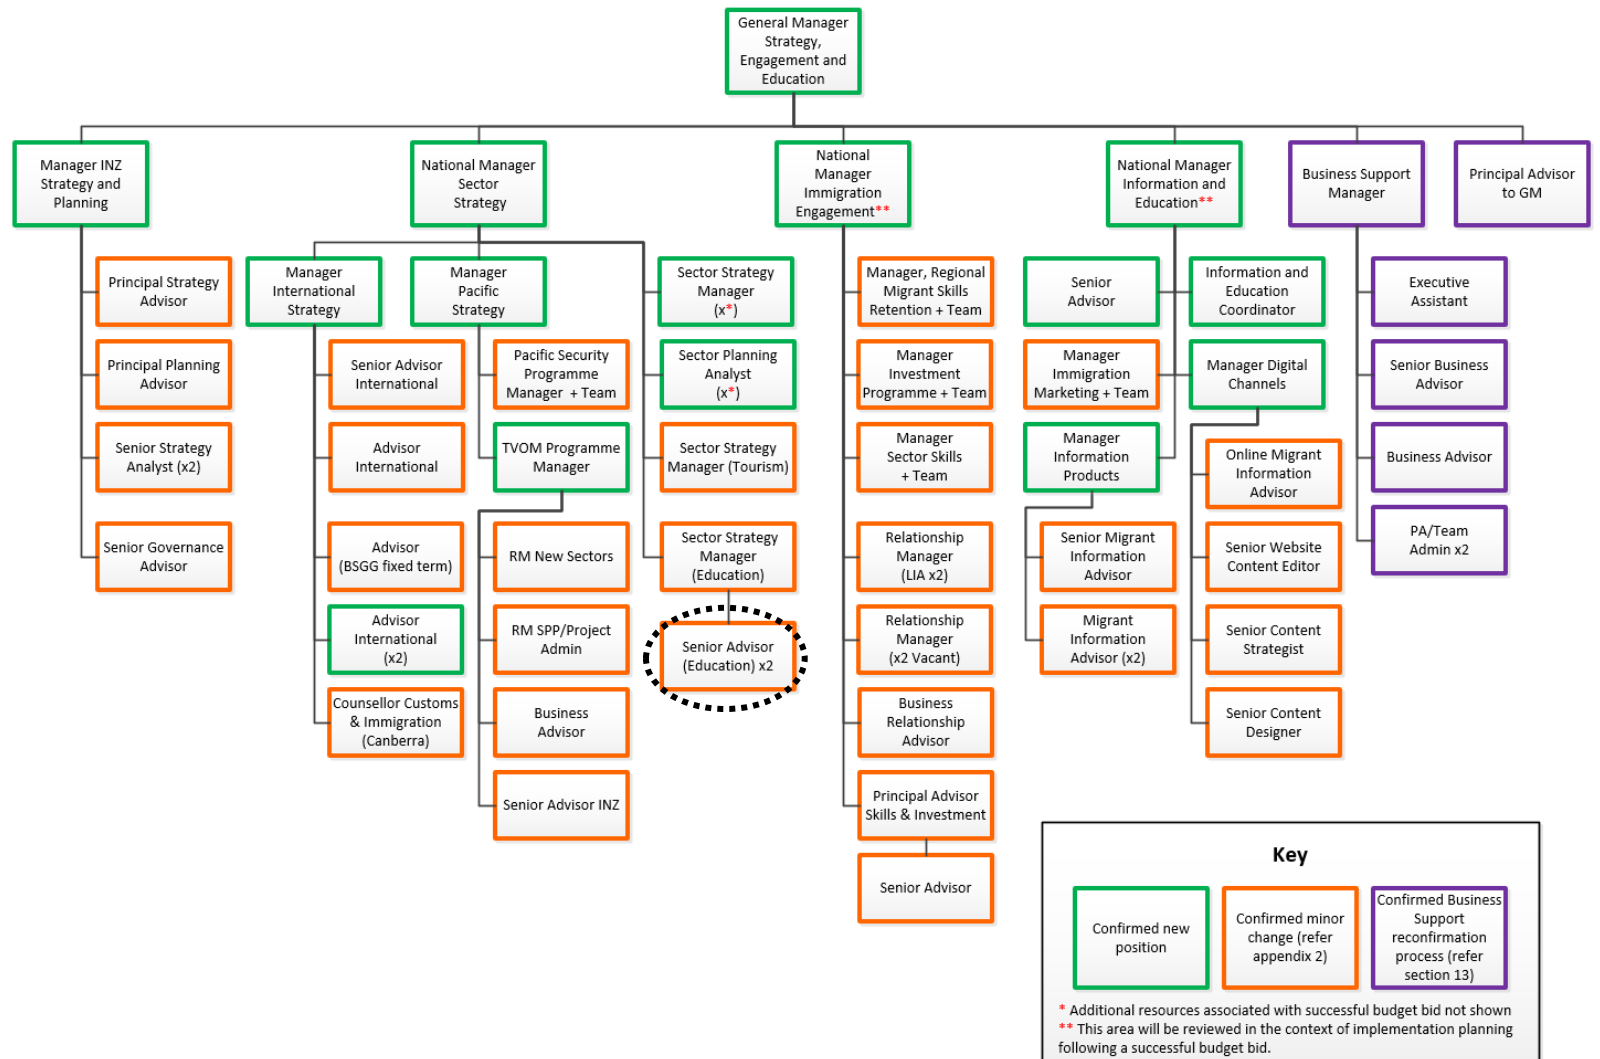 General Manager
Strategy,
Engagement and
Education
Manager INZ
Strategy and
Planning
National Manager
Sector
Strategy
National
Manager
Immigration
Engagement**
National Manager
Information and
Education**
Business Support
Manager
Principal Advisor
to GM
Principal Strategy
Advisor
Principal Planning
Advisor
Senior Strategy
Analyst (x2)
Senior Governance
Advisor
Manager
International
Strategy
Senior Advisor
International
Advisor
International
Advisor
(BSGG fixed term)
Advisor
International
(x2)
Counsellor Customs
& Immigration
(Canberra)
Manager
Pacific
Strategy
Pacific Security
Programme
Manager + Team
TVOM Programme
Manager
RM New Sectors
RM SPP/Project
Admin
Business
Advisor
Senior Advisor INZ
Sector Strategy
Manager
(x*)
Sector Planning
Analyst
(x*)
Sector Strategy
Manager (Tourism)
Sector Strategy
Manager
(Education)
Senior Advisor
(Education) x2
Manager, Regional
Migrant Skills
Retention + Team
Manager
Investment
Programme + Team
Manager
Sector Skills
+ Team
Relationship
Manager
(LIA x2)
Relationship
Manager
(x2 Vacant)
Business
Relationship
Advisor
Principal Advisor
Skills & Investment
Senior Advisor
Senior
Advisor
Manager
Immigration
Marketing + Team
Manager
Information
Products
Senior Migrant
Information
Advisor
Migrant
Information
Advisor (x2)
Information and
Education
Coordinator
Manager Digital
Channels
Online Migrant
Information
Advisor
Senior Website
Content Editor
Senior Content
Strategist
Senior Content
Designer
Executive
Assistant
Senior Business
Advisor
Business Advisor
PA/Team
Admin x2
Key
Confirmed new
position
Confirmed minor
change (refer
appendix 2)
Confirmed Business
Support
reconfirmation
process (refer
section 13)
* Additional resources associated with successful budget bid not shown
** This area will be reviewed in the context of implementation planning
following a successful budget bid.